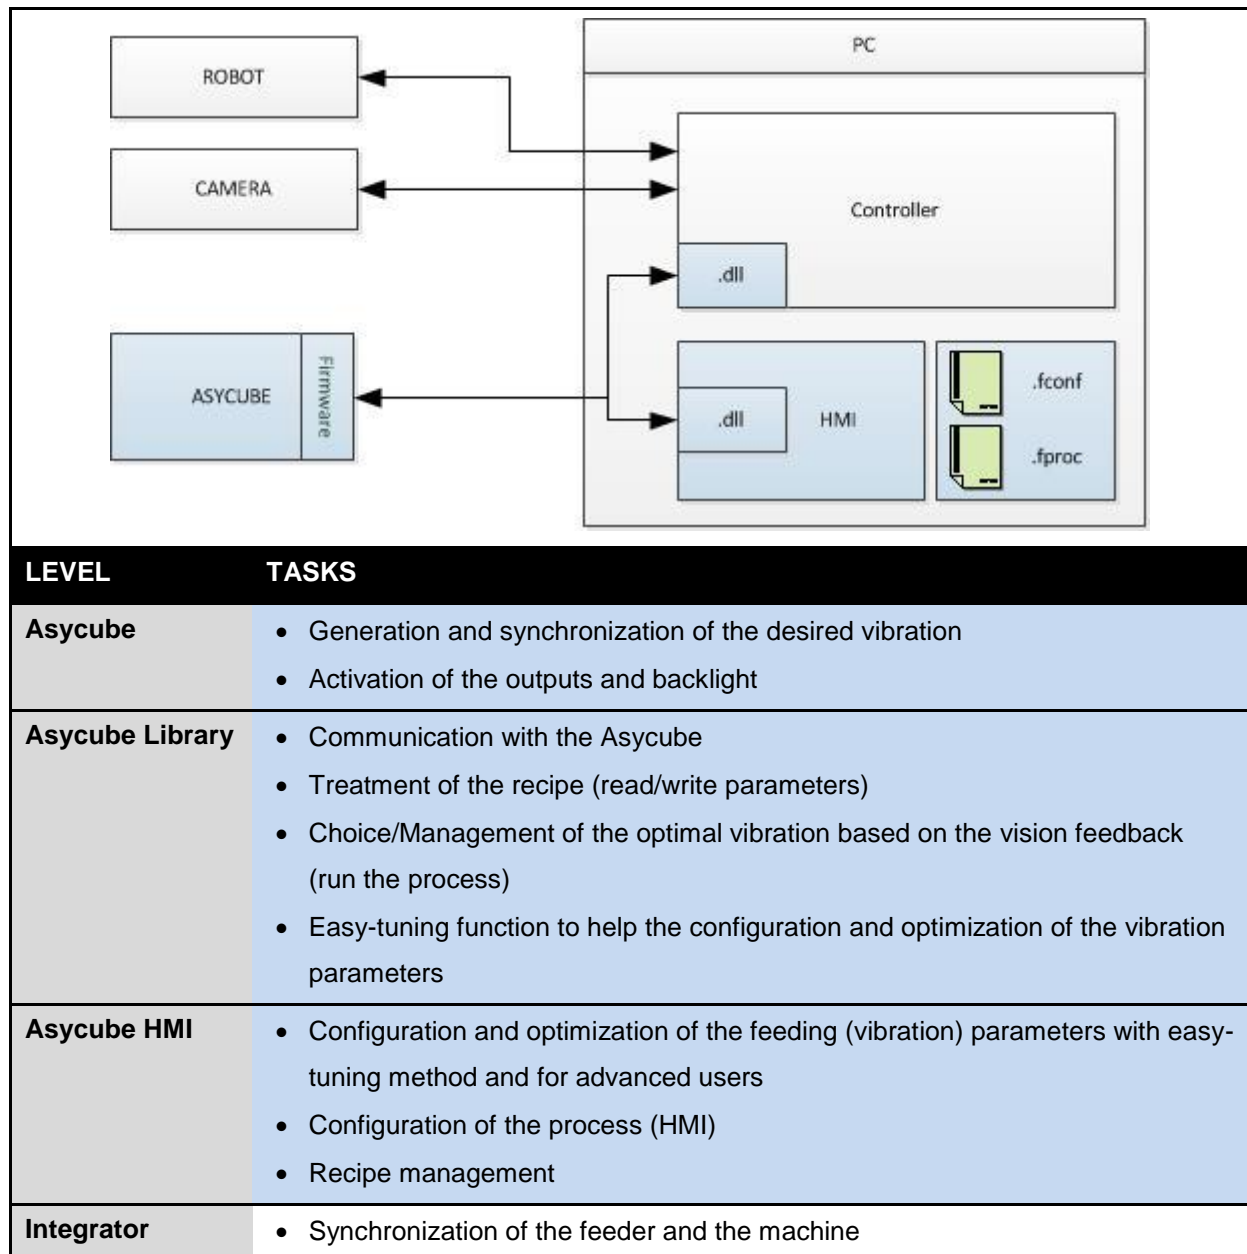 PC
ROBOT
CAMERA
Controller
.dll
ASYCUBE
Firmware
.dll
HMI
.fconf
.fproc
LEVEL TASKS
Asycube • Generation and synchronization of the desired vibration
• Activation of the outputs and backlight
Asycube Library • Communication with the Asycube
• Treatment of the recipe (read/write parameters)
• Choice/Management of the optimal vibration based on the vision feedback
(run the process)
• Easy-tuning function to help the configuration and optimization of the vibration
parameters
Asycube HMI • Configuration and optimization of the feeding (vibration) parameters with easy-
tuning method and for advanced users
• Configuration of the process (HMI)
• Recipe management
Integrator • Synchronization of the feeder and the machine